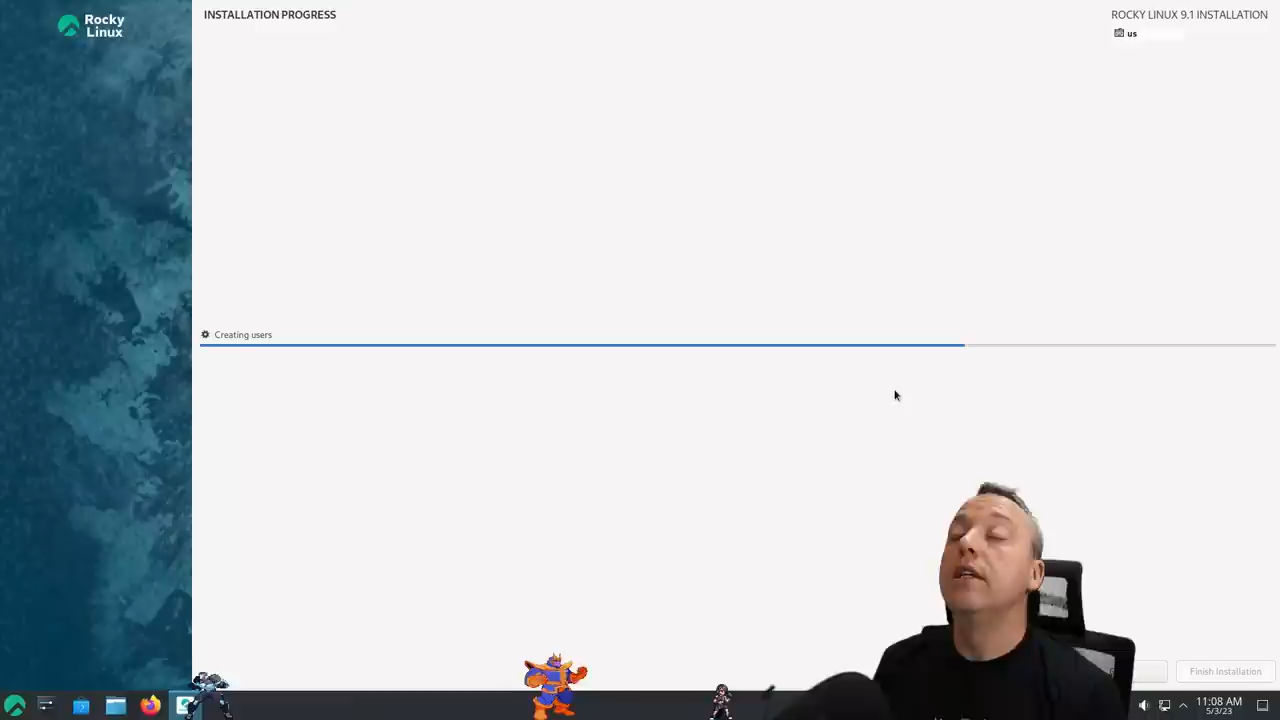 Rocky
Linux
INSTALLATION PROGRESS
ROCKY LINUX 9.1 INSTALLATION
us
Creating users
Finish Installation
11:08 AM
5/3/23